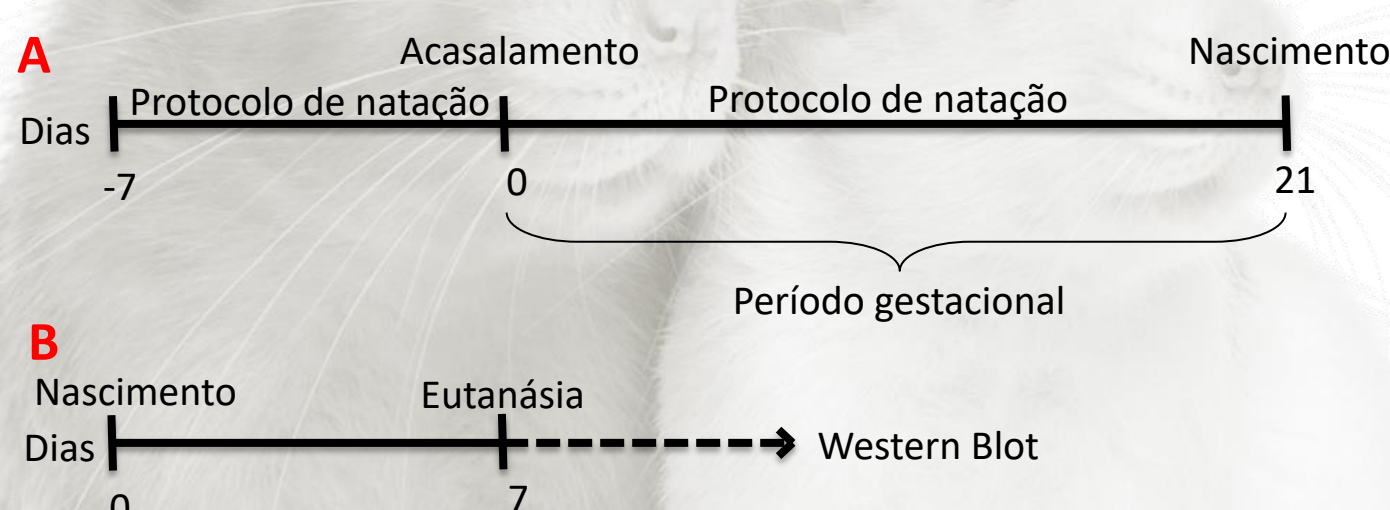 A
Acasalamento
Nascimento
Protocolo de natação
Protocolo de natação
Dias
-7
0
21
Período gestacional
B
Nascimento
Eutanásia
Dias
Western Blot
0
7